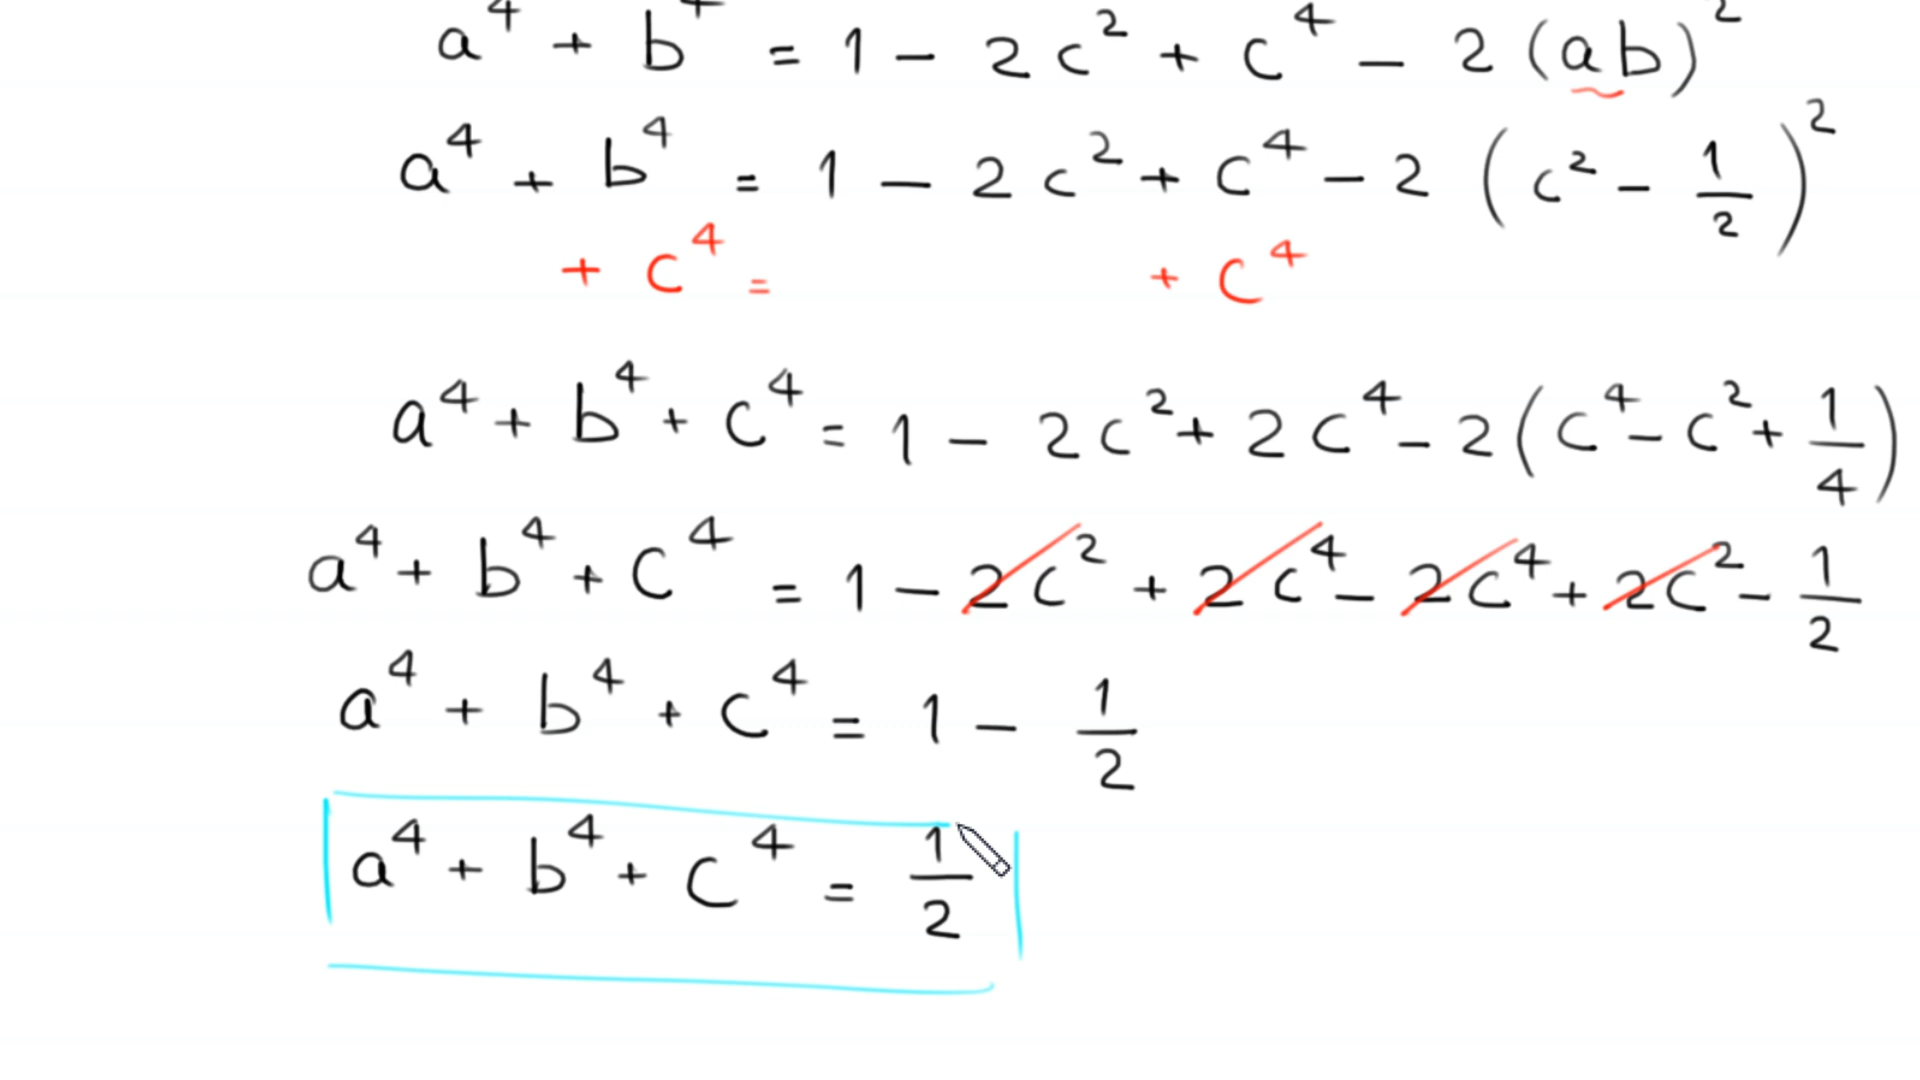 a⁴ + b⁴ = 1 − 2c² + c⁴ − 2(ab)²
a⁴ + b⁴ = 1 − 2c² + c⁴ − 2(c² − 1/2)²
+ c⁴ = + c⁴
a⁴ + b⁴ + c⁴ = 1 − 2c² + 2c⁴ − 2(c⁴ − c² + 1/4)
a⁴ + b⁴ + c⁴ = 1 − 2c² + 2c⁴ − 2c⁴ + 2c² − 1/2
a⁴ + b⁴ + c⁴ = 1 − 1/2
a⁴ + b⁴ + c⁴ = 1/2